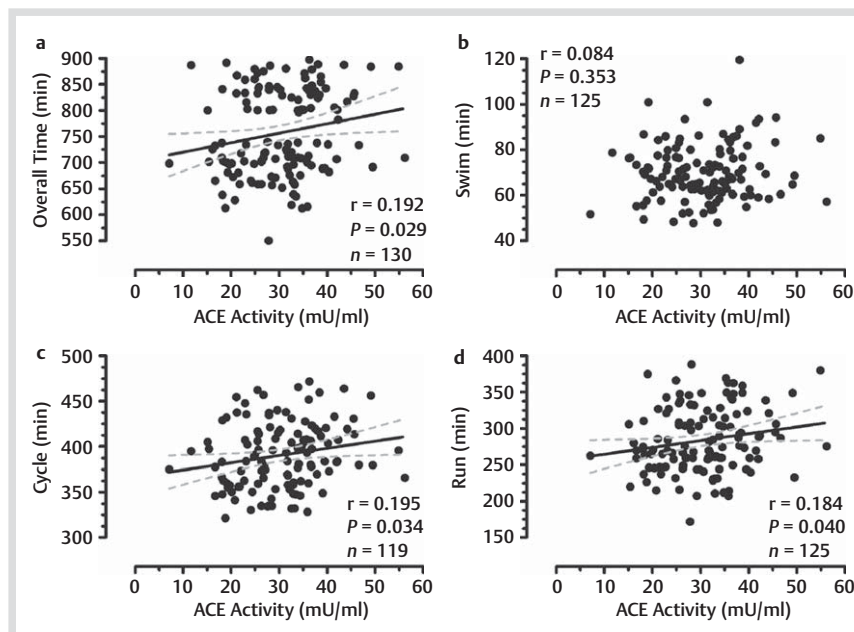 a
900
850
800
750
700
650
600
550
Overall Time (min)
r = 0.192
P = 0.029
n = 130
0 10 20 30 40 50 60
ACE Activity (mU/ml)
b
r = 0.084
P = 0.353
n = 125
120
100
80
60
40
Swim (min)
0 10 20 30 40 50 60
ACE Activity (mU/ml)
c
500
450
400
350
300
Cycle (min)
r = 0.195
P = 0.034
n = 119
0 10 20 30 40 50 60
ACE Activity (mU/ml)
d
400
350
300
250
200
150
Run (min)
r = 0.184
P = 0.040
n = 125
0 10 20 30 40 50 60
ACE Activity (mU/ml)